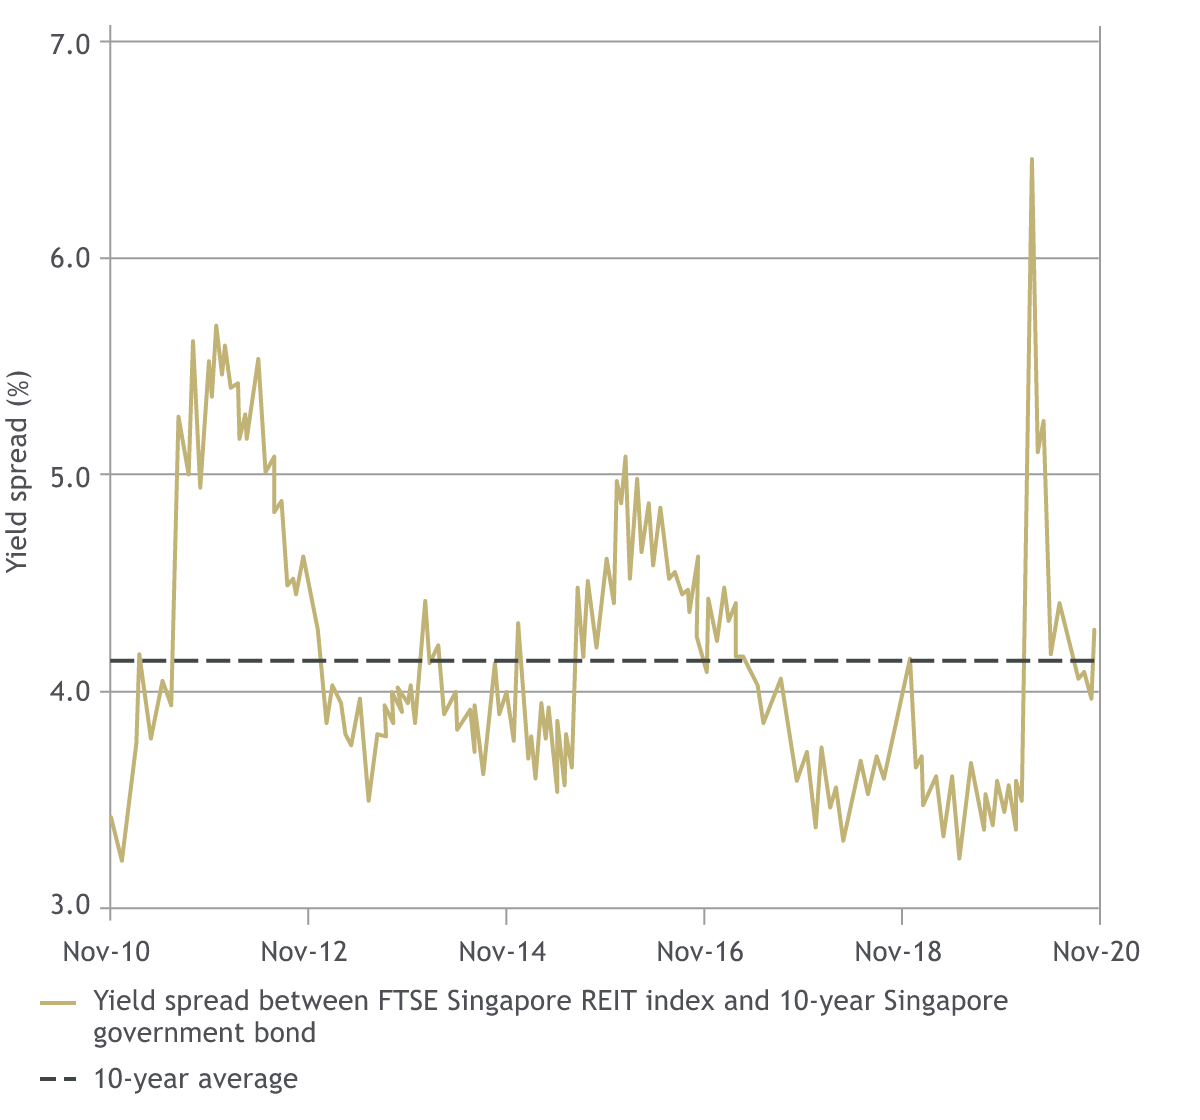 7.0
6.0
5.0
4.0
3.0
Yield spread (%)
Nov-10 Nov-12 Nov-14 Nov-16 Nov-18 Nov-20
Yield spread between FTSE Singapore REIT index and 10-year Singapore
government bond
10-year average